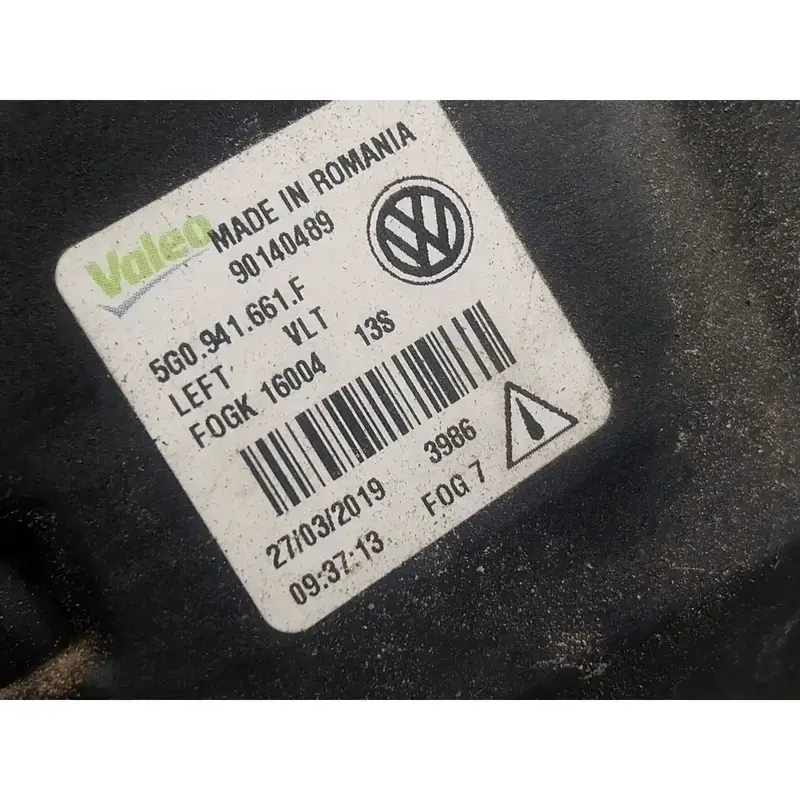 Valeo MADE IN ROMANIA
90140489
5G0.941.661.F
LEFT VLT
FOGK 16004 13S
27/03/2019 3986
09:37:13 FOG 7